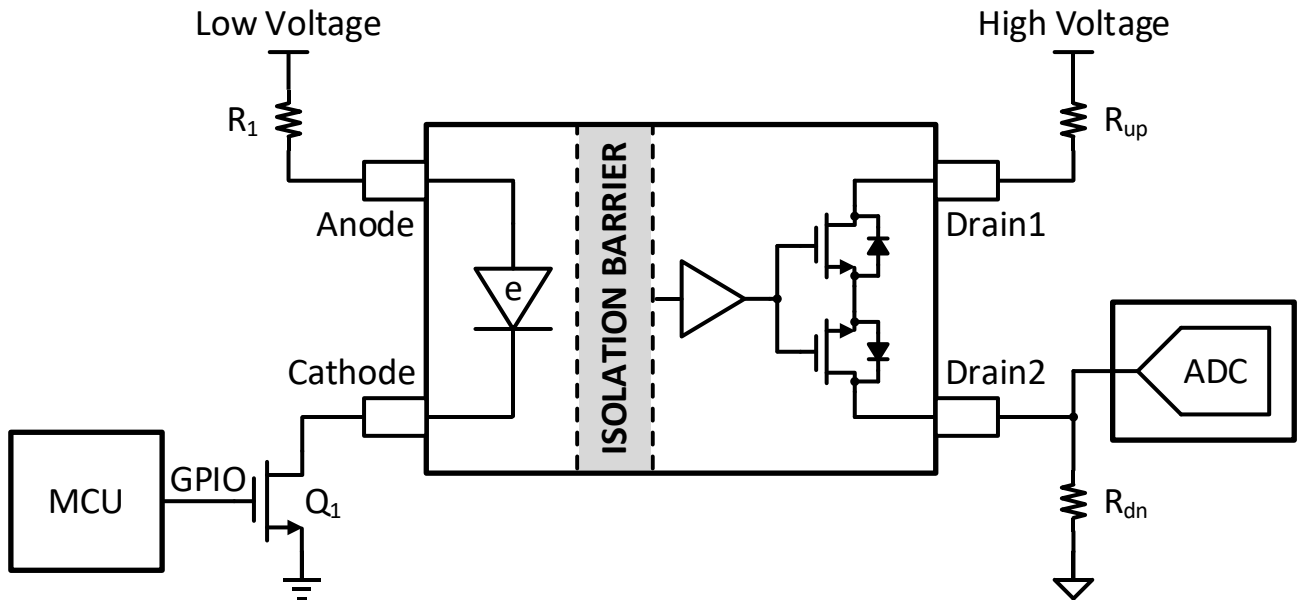 Low Voltage
High Voltage
R1
Rup
Anode
Drain1
ISOLATION BARRIER
e
Cathode
Drain2
ADC
MCU
GPIO
Q1
Rdn